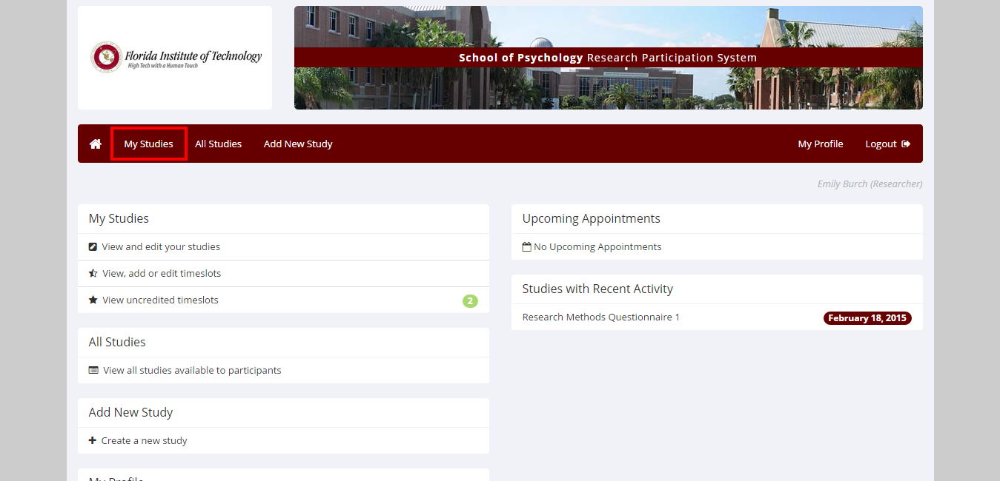 Florida Institute of Technology
High Tech with a Human Touch
School of Psychology Research Participation System
My Studies All Studies Add New Study My Profile Logout
Emily Burch (Researcher)
My Studies
View and edit your studies
View, add or edit timeslots
View uncredited timeslots 2
All Studies
View all studies available to participants
Add New Study
Create a new study
My Profile
Upcoming Appointments
No Upcoming Appointments
Studies with Recent Activity
Research Methods Questionnaire 1 February 18, 2015